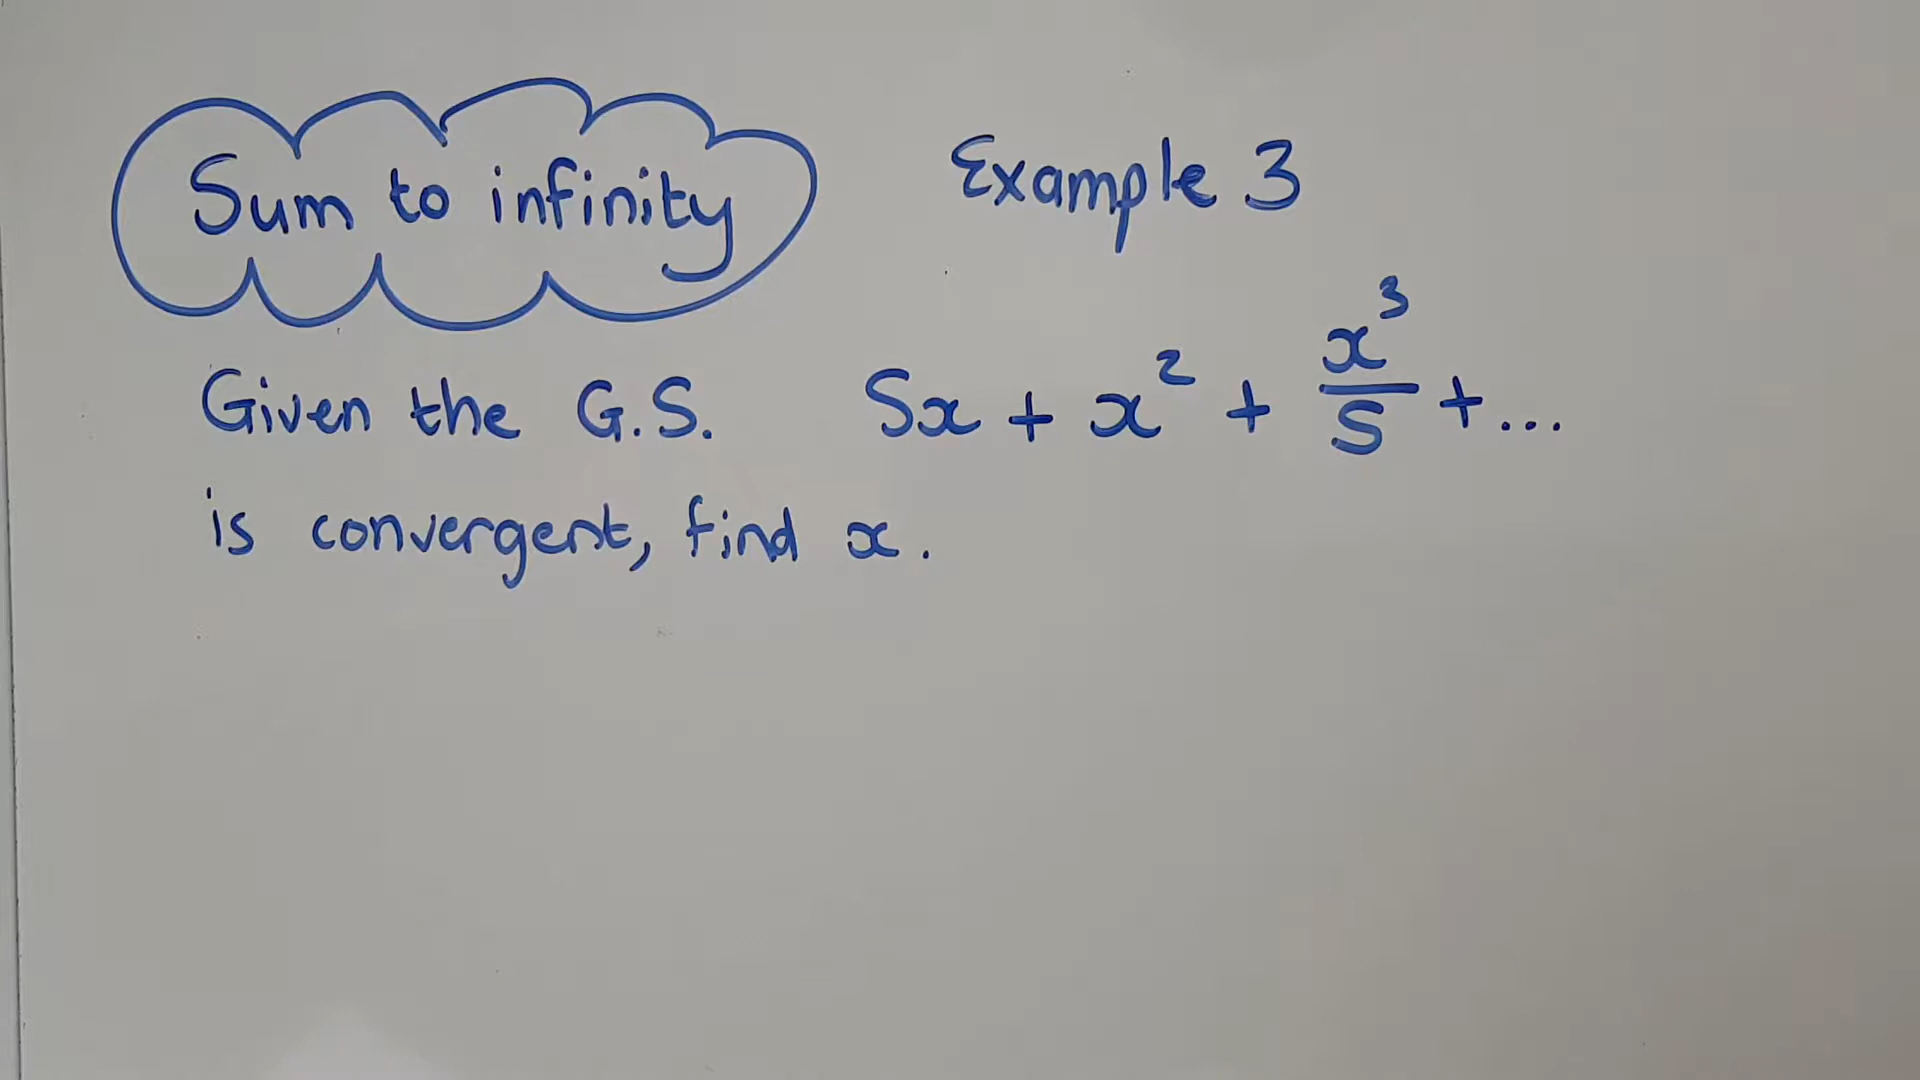 Sum to infinity
Example 3
Given the G.S. 5x + x² + x³/5 + ...
is convergent, find x.